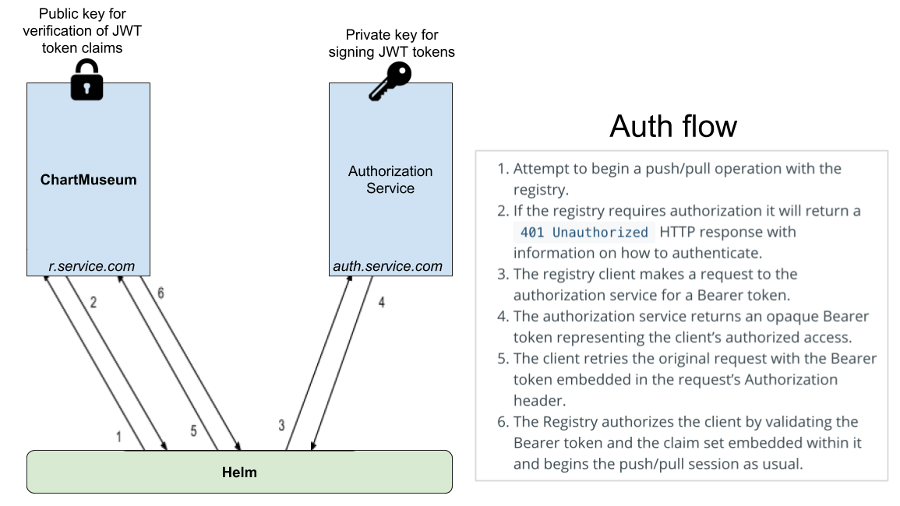 Public key for
verification of JWT
token claims
Private key for
signing JWT tokens
ChartMuseum
r.service.com
Authorization
Service
auth.service.com
1
2
5
6
3
4
Helm
Auth flow
1. Attempt to begin a push/pull operation with the
registry.
2. If the registry requires authorization it will return a
401 Unauthorized HTTP response with
information on how to authenticate.
3. The registry client makes a request to the
authorization service for a Bearer token.
4. The authorization service returns an opaque Bearer
token representing the client’s authorized access.
5. The client retries the original request with the Bearer
token embedded in the request’s Authorization
header.
6. The Registry authorizes the client by validating the
Bearer token and the claim set embedded within it
and begins the push/pull session as usual.